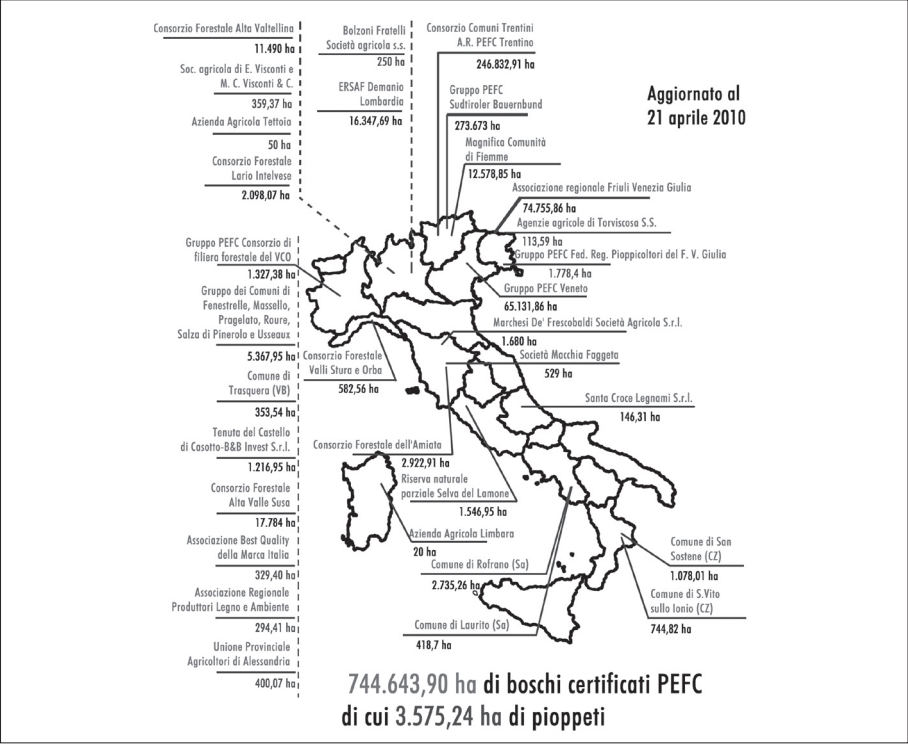 Consorzio Forestale Alta Valtellina
11.490 ha
Soc. agricola di E. Visconti e
M. C. Visconti & C.
359,37 ha
Azienda Agricola Tettoia
50 ha
Consorzio Forestale
Lario Intelvese
2.098,07 ha
Bolzoni Fratelli
Società agricola s.s.
250 ha
ERSAF Demanio
Lombardia
16.347,69 ha
Consorzio Comuni Trentini
A.R. PEFC Trentino
246.832,91 ha
Gruppo PEFC
Sudtiroler Bauernbund
273.673 ha
Magnifica Comunità
di Fiemme
12.578,85 ha
Aggiornato al
21 aprile 2010
Associazione regionale Friuli Venezia Giulia
74.755,86 ha
Agenzie agricole di Torviscosa S.S.
113,59 ha
Gruppo PEFC Fed. Reg. Pioppicoltori del F. V. Giulia
1.778,4 ha
Gruppo PEFC Veneto
65.131,86 ha
Marchesi De' Frescobaldi Società Agricola S.r.l.
1.680 ha
Società Macchia Faggeta
529 ha
Santa Croce Legnami S.r.l.
146,31 ha
Gruppo PEFC Consorzio di
filiera forestale del VCO
1.327,38 ha
Gruppo dei Comuni di
Fenestrelle, Massello,
Pragelato, Roure,
Salza di Pinerolo e Usseaux
5.367,95 ha
Comune di
Trasquera (VB)
353,54 ha
Tenuta del Castello
di Casotto-B&B Invest S.r.l.
1.216,95 ha
Consorzio Forestale
Alta Valle Susa
17.784 ha
Associazione Best Quality
della Marca Italia
329,40 ha
Associazione Regionale
Produttori Legno e Ambiente
294,41 ha
Unione Provinciale
Agricoltori di Alessandria
400,07 ha
Consorzio Forestale
Valli Stura e Orba
582,56 ha
Consorzio Forestale dell'Amiata
2.922,91 ha
Riserva naturale
parziale Selva del Lamone
1.546,95 ha
Azienda Agricola Limbara
20 ha
Comune di Rofrano (Sa)
2.735,26 ha
Comune di Laurito (Sa)
418,7 ha
Comune di San
Sostene (CZ)
1.078,01 ha
Comune di S.Vito
sullo Ionio (CZ)
744,82 ha
744.643,90 ha di boschi certificati PEFC
di cui 3.575,24 ha di pioppeti